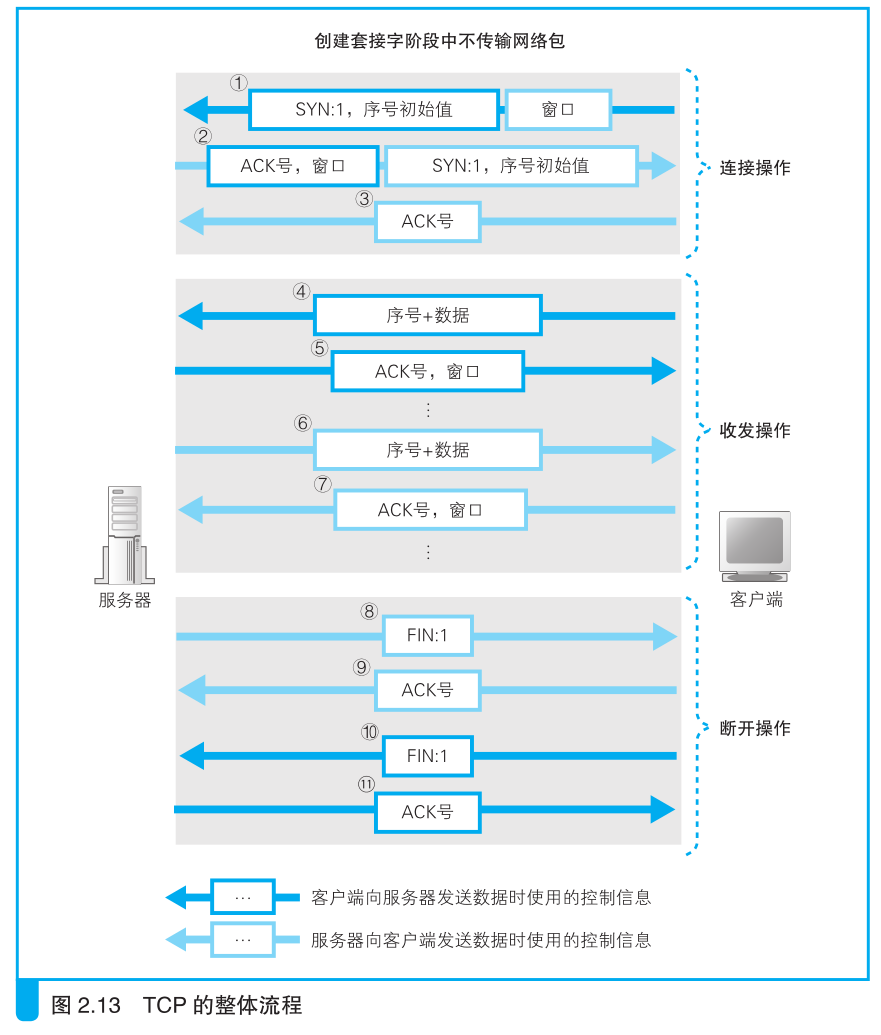 创建套接字阶段中不传输网络包
①
SYN:1，序号初始值
窗口
②
ACK号，窗口
SYN:1，序号初始值
连接操作
③
ACK号
④
序号+数据
⑤
ACK号，窗口
⋮
⑥
序号+数据
收发操作
⑦
ACK号，窗口
⋮
服务器
客户端
⑧
FIN:1
⑨
ACK号
⑩
FIN:1
断开操作
⑪
ACK号
… 客户端向服务器发送数据时使用的控制信息
… 服务器向客户端发送数据时使用的控制信息
图 2.13 TCP 的整体流程